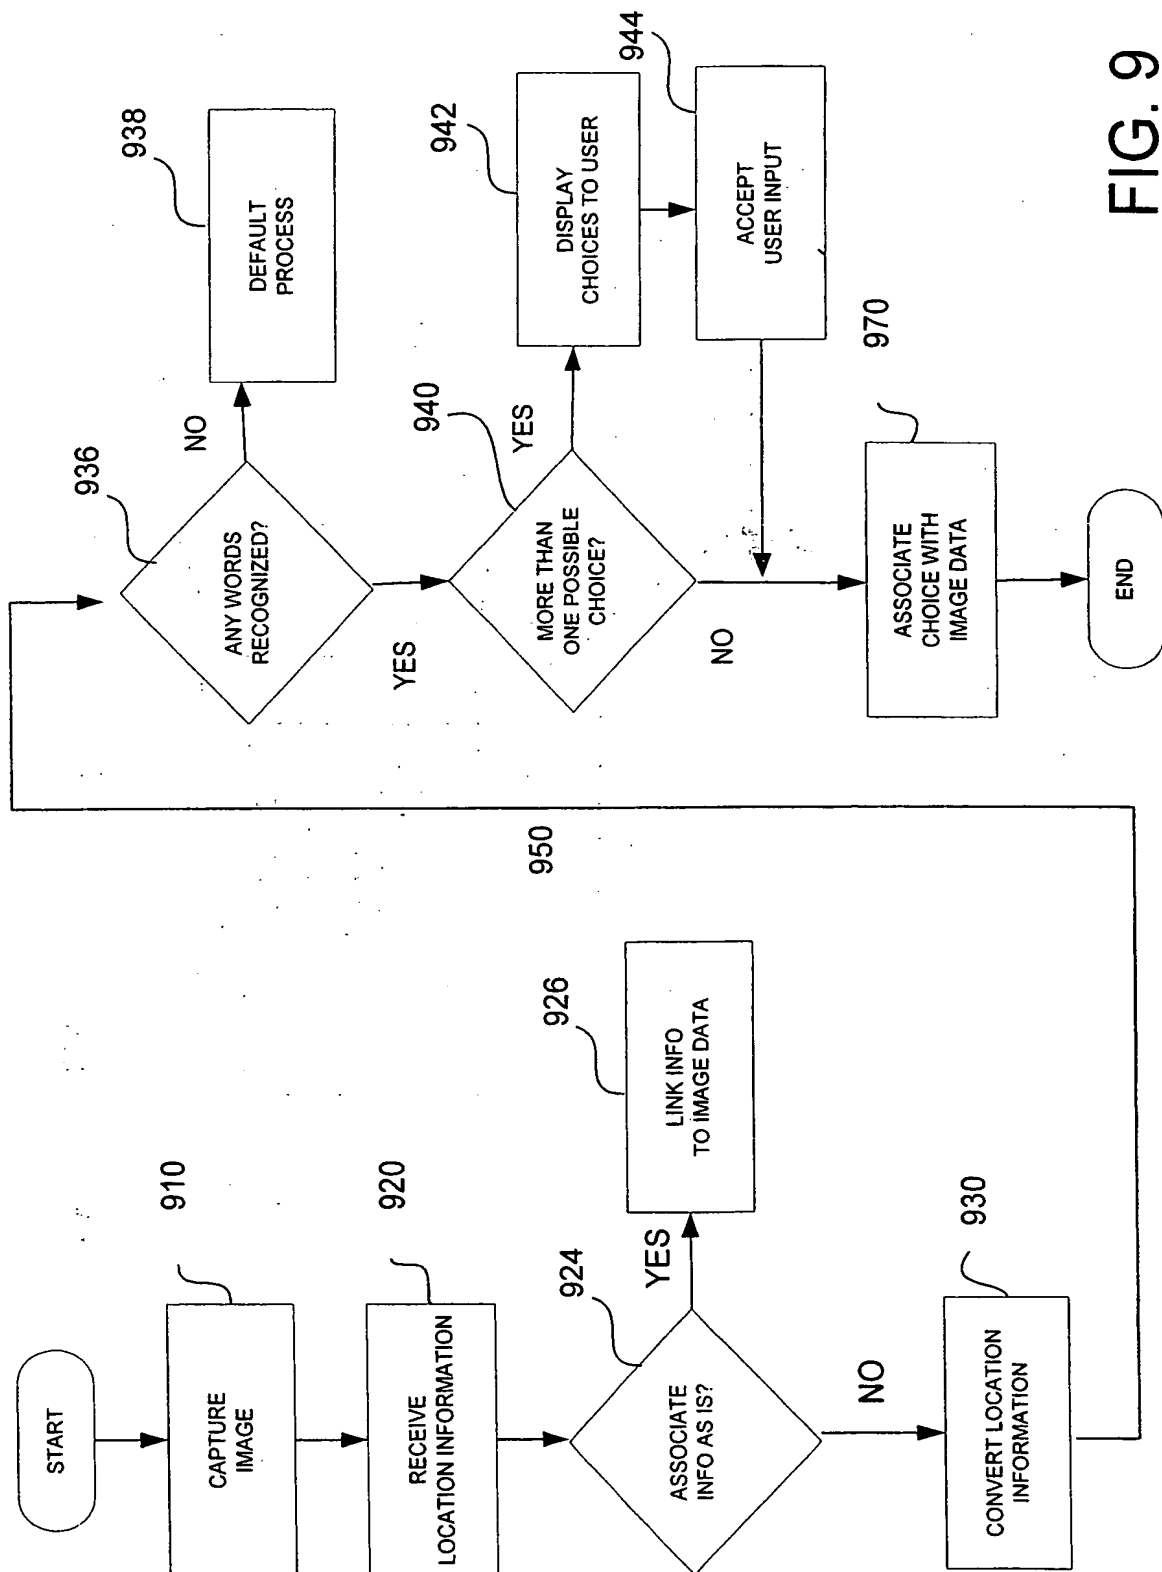 START
910
CAPTURE
IMAGE
920
RECEIVE
LOCATION INFORMATION
924
ASSOCIATE
INFO AS IS?
YES
926
LINK INFO
TO IMAGE DATA
NO
930
CONVERT LOCATION
INFORMATION
950
936
ANY WORDS
RECOGNIZED?
NO
938
DEFAULT
PROCESS
YES
940
MORE THAN
ONE POSSIBLE
CHOICE?
YES
942
DISPLAY
CHOICES TO USER
944
ACCEPT
USER INPUT
NO
970
ASSOCIATE
CHOICE WITH
IMAGE DATA
END
FIG. 9